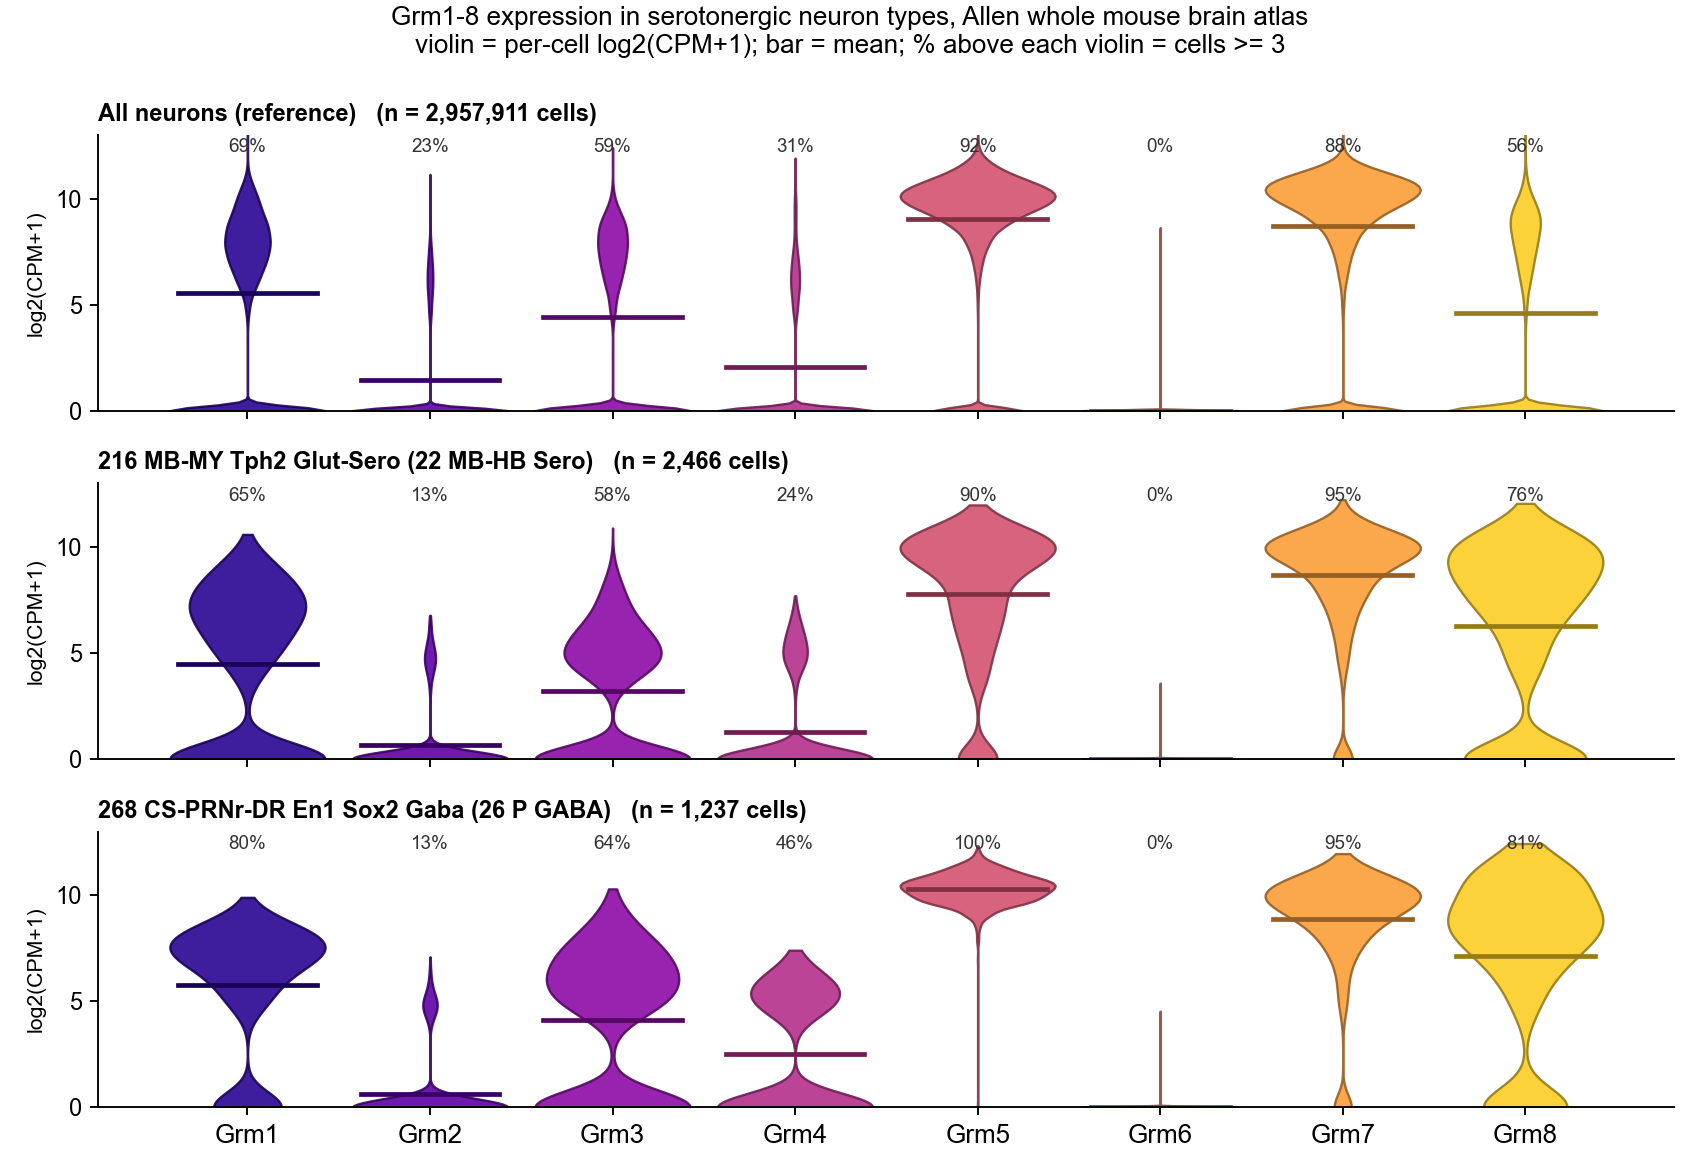 Grm1-8 expression in serotonergic neuron types, Allen whole mouse brain atlas
violin = per-cell log2(CPM+1); bar = mean; % above each violin = cells >= 3
All neurons (reference)   (n = 2,957,911 cells)
69% 23% 59% 31% 92% 0% 88% 56%
10
5
0
log2(CPM+1)
216 MB-MY Tph2 Glut-Sero (22 MB-HB Sero)   (n = 2,466 cells)
65% 13% 58% 24% 90% 0% 95% 76%
10
5
0
log2(CPM+1)
268 CS-PRNr-DR En1 Sox2 Gaba (26 P GABA)   (n = 1,237 cells)
80% 13% 64% 46% 100% 0% 95% 81%
10
5
0
log2(CPM+1)
Grm1 Grm2 Grm3 Grm4 Grm5 Grm6 Grm7 Grm8